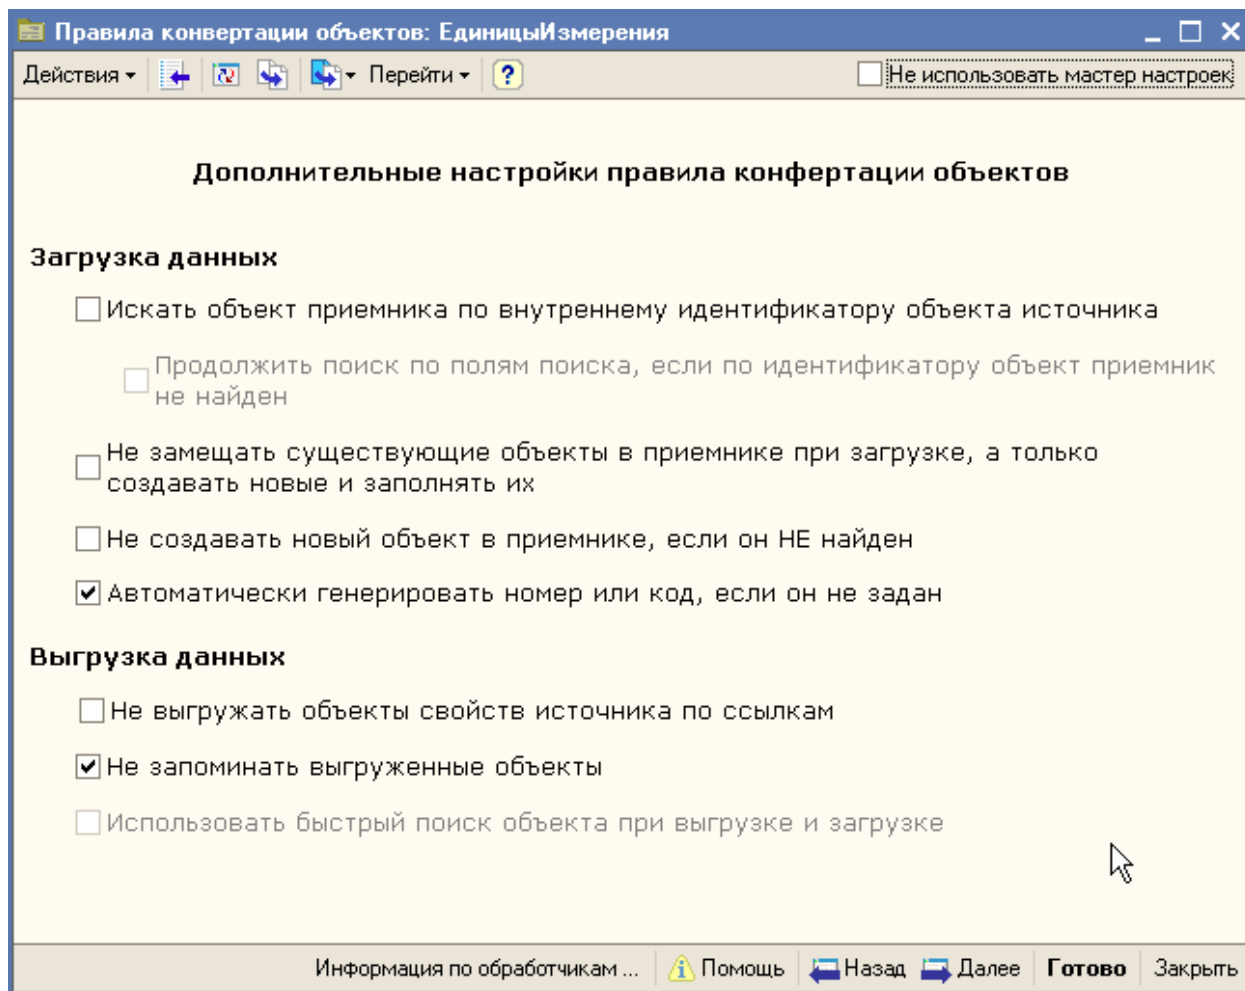 Правила конвертации объектов: ЕдиницыИзмерения
Действия Перейти ? Не использовать мастер настроек
Дополнительные настройки правила конфертации объектов
Загрузка данных
Искать объект приемника по внутреннему идентификатору объекта источника
Продолжить поиск по полям поиска, если по идентификатору объект приемник
не найден
Не замещать существующие объекты в приемнике при загрузке, а только
создавать новые и заполнять их
Не создавать новый объект в приемнике, если он НЕ найден
Автоматически генерировать номер или код, если он не задан
Выгрузка данных
Не выгружать объекты свойств источника по ссылкам
Не запоминать выгруженные объекты
Использовать быстрый поиск объекта при выгрузке и загрузке
Информация по обработчикам ... Помощь Назад Далее Готово Закрыть